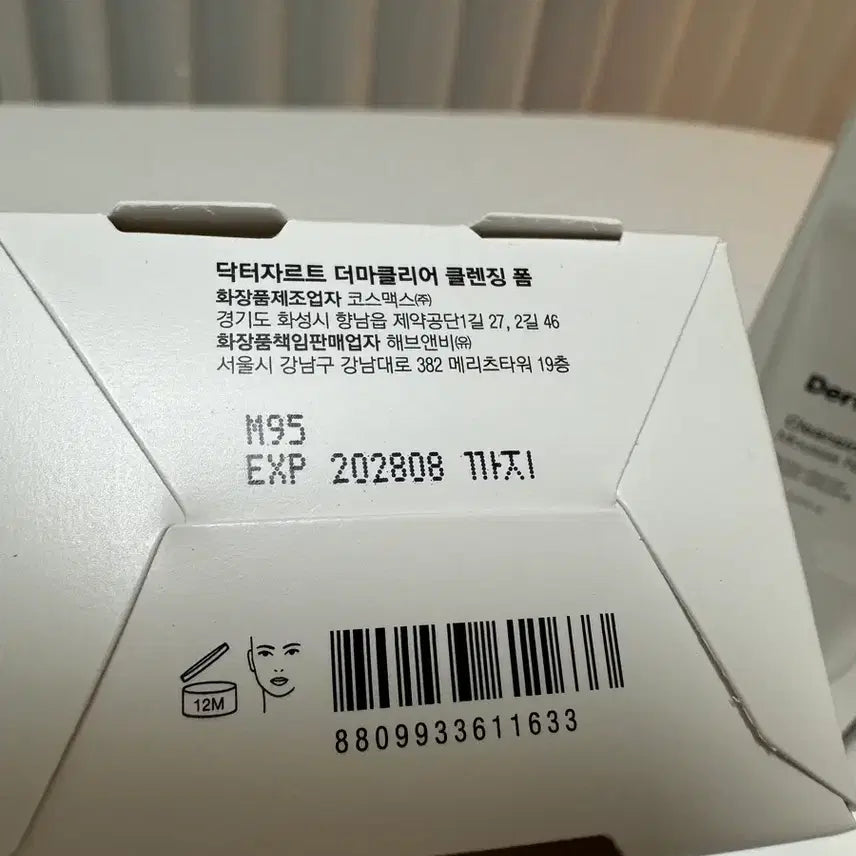 닥터자르트 더마클리어 클렌징 폼
화장품제조업자 코스맥스㈜
경기도 화성시 향남읍 제약공단1길 27, 2길 46
화장품책임판매업자 해브앤비㈲
서울시 강남구 강남대로 382 메리츠타워 19층
M95
EXP 202808 까지
12M
8809933611633